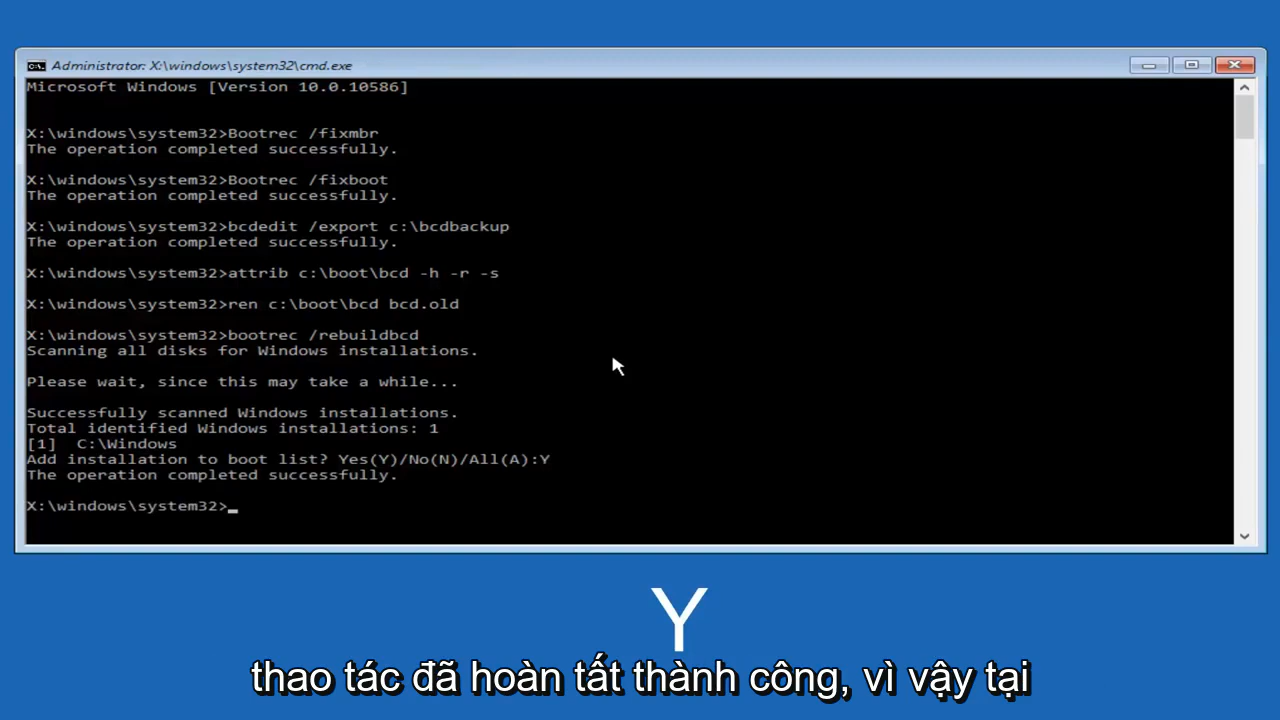 Administrator: X:\windows\system32\cmd.exe
Microsoft Windows [Version 10.0.10586]
X:\windows\system32>Bootrec /fixmbr
The operation completed successfully.
X:\windows\system32>Bootrec /fixboot
The operation completed successfully.
X:\windows\system32>bcdedit /export c:\bcdbackup
The operation completed successfully.
X:\windows\system32>attrib c:\boot\bcd -h -r -s
X:\windows\system32>ren c:\boot\bcd bcd.old
X:\windows\system32>bootrec /rebuildbcd
Scanning all disks for Windows installations.
Please wait, since this may take a while...
Successfully scanned Windows installations.
Total identified Windows installations: 1
[1]  C:\Windows
Add installation to boot list? Yes(Y)/No(N)/All(A):Y
The operation completed successfully.
X:\windows\system32>_
Y
thao tác đã hoàn tất thành công, vì vậy tại